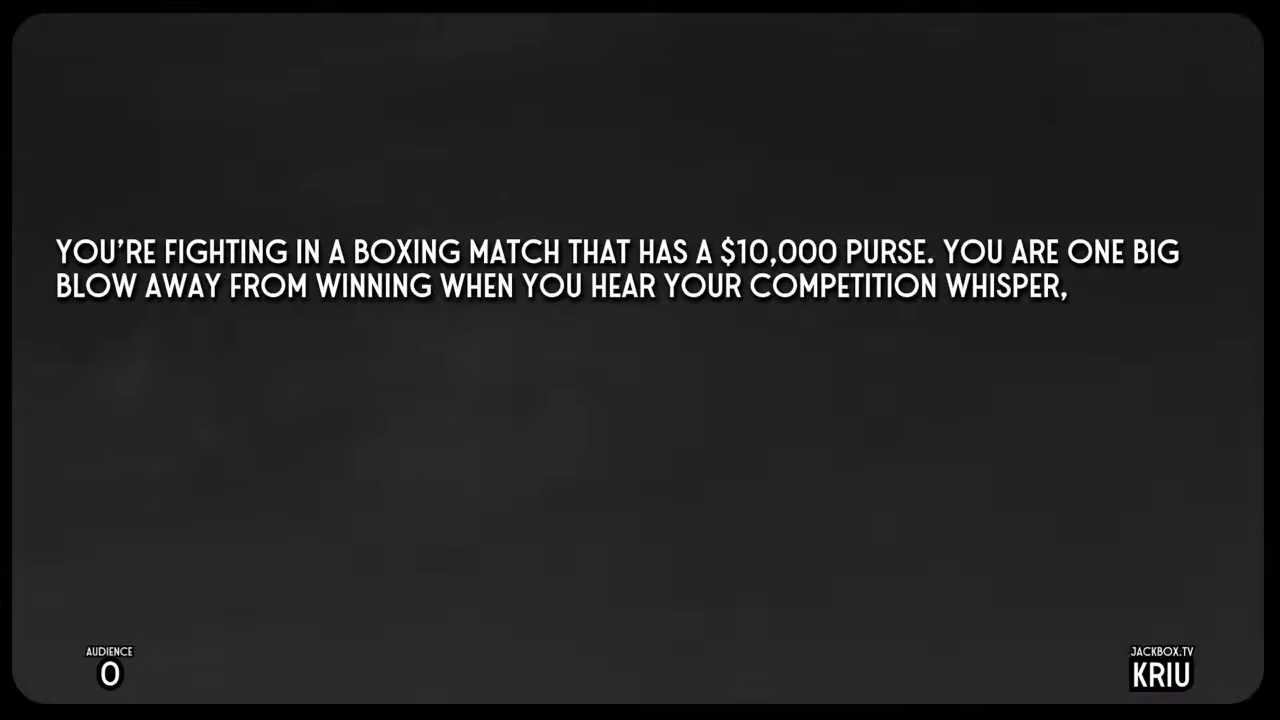 YOU'RE FIGHTING IN A BOXING MATCH THAT HAS A $10,000 PURSE. YOU ARE ONE BIG
BLOW AWAY FROM WINNING WHEN YOU HEAR YOUR COMPETITION WHISPER,
AUDIENCE
0
JACKBOX.TV
KRIU